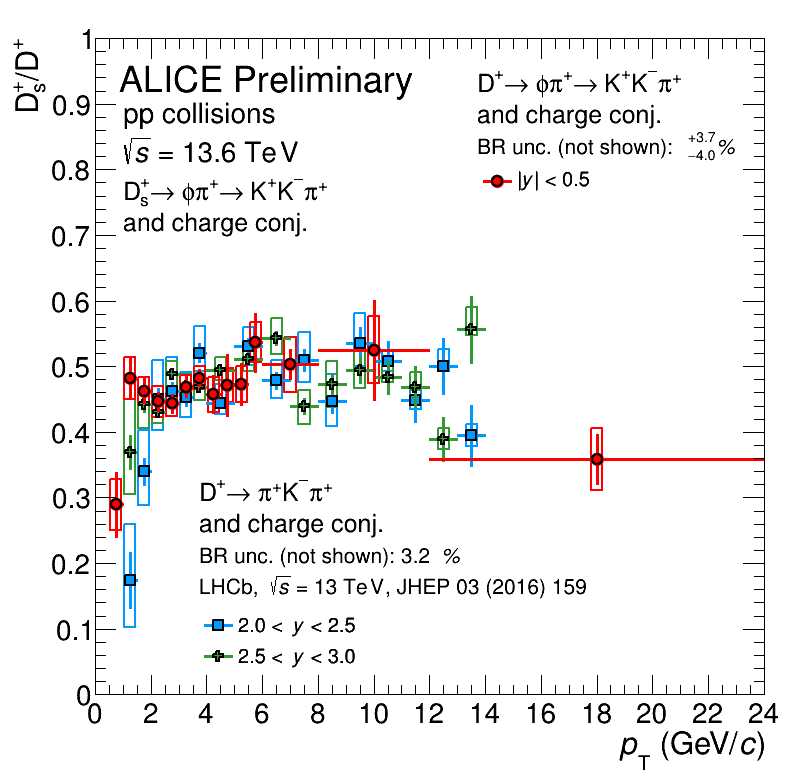 D_s^+/D^+
1
0.9
0.8
0.7
0.6
0.5
0.4
0.3
0.2
0.1
0
ALICE Preliminary
pp collisions
√s = 13.6 TeV
D_s^+→ ϕπ^+→ K^+K^−π^+
and charge conj.
D^+→ ϕπ^+→ K^+K^−π^+
and charge conj.
BR unc. (not shown): ^{+3.7}_{−4.0}%
|y| < 0.5
D^+→ π^+K^−π^+
and charge conj.
BR unc. (not shown): 3.2 %
LHCb, √s = 13 TeV, JHEP 03 (2016) 159
2.0 < y < 2.5
2.5 < y < 3.0
0 2 4 6 8 10 12 14 16 18 20 22 24
p_T (GeV/c)